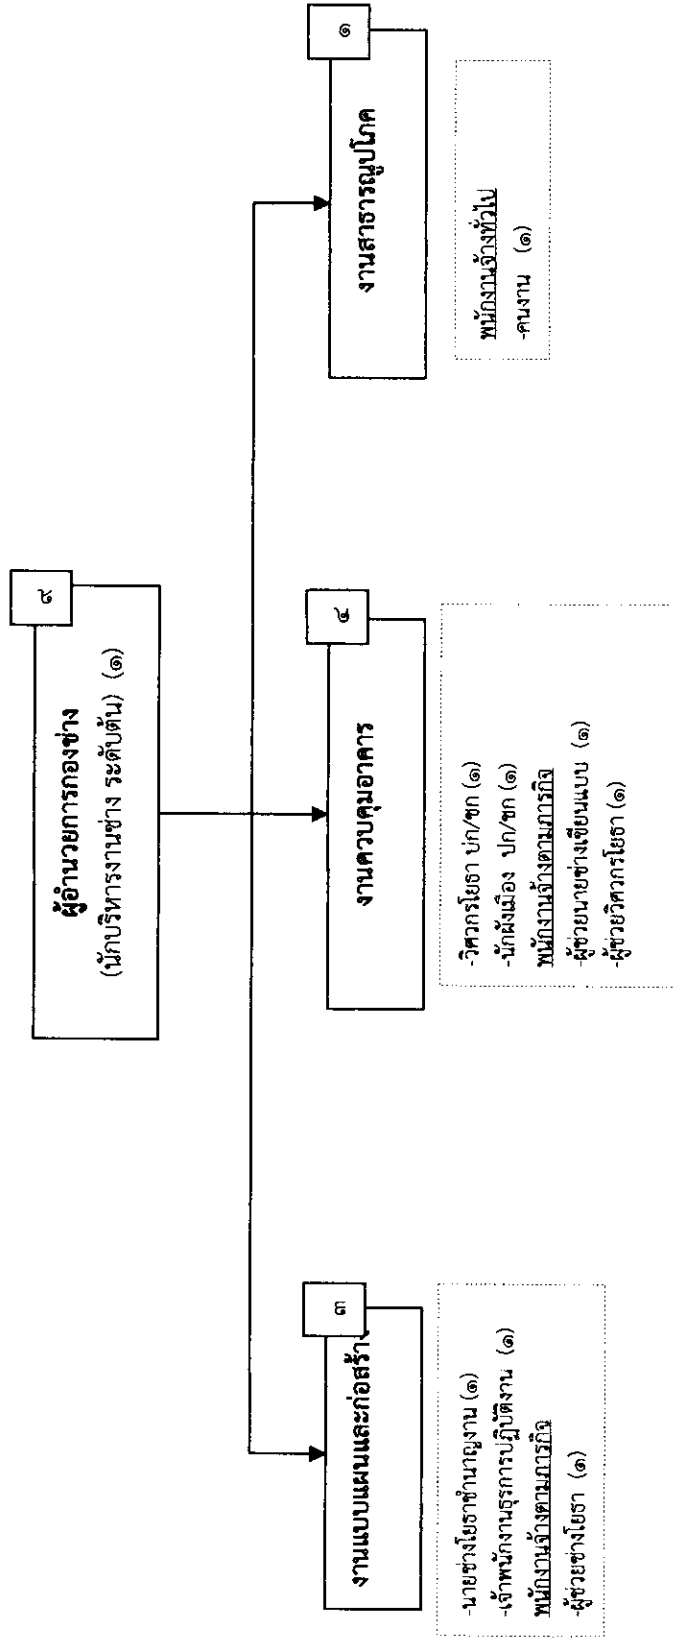 ผู้อำนวยการกองช่าง
(นักบริหารงานช่าง ระดับต้น) (๑)
๙
งานแบบแผนและก่อสร้าง
๓
-นายช่างโยธาชำนาญงาน (๑)
-เจ้าพนักงานธุรการปฏิบัติงาน (๑)
พนักงานจ้างตามภารกิจ
-ผู้ช่วยช่างโยธา (๑)
งานควบคุมอาคาร
๔
-วิศวกรโยธา ปก/ชก (๑)
-นักผังเมือง ปก/ชก (๑)
พนักงานจ้างตามภารกิจ
-ผู้ช่วยนายช่างเขียนแบบ (๑)
-ผู้ช่วยวิศวกรโยธา (๑)
งานสาธารณูปโภค
๑
พนักงานจ้างทั่วไป
-คนงาน (๑)